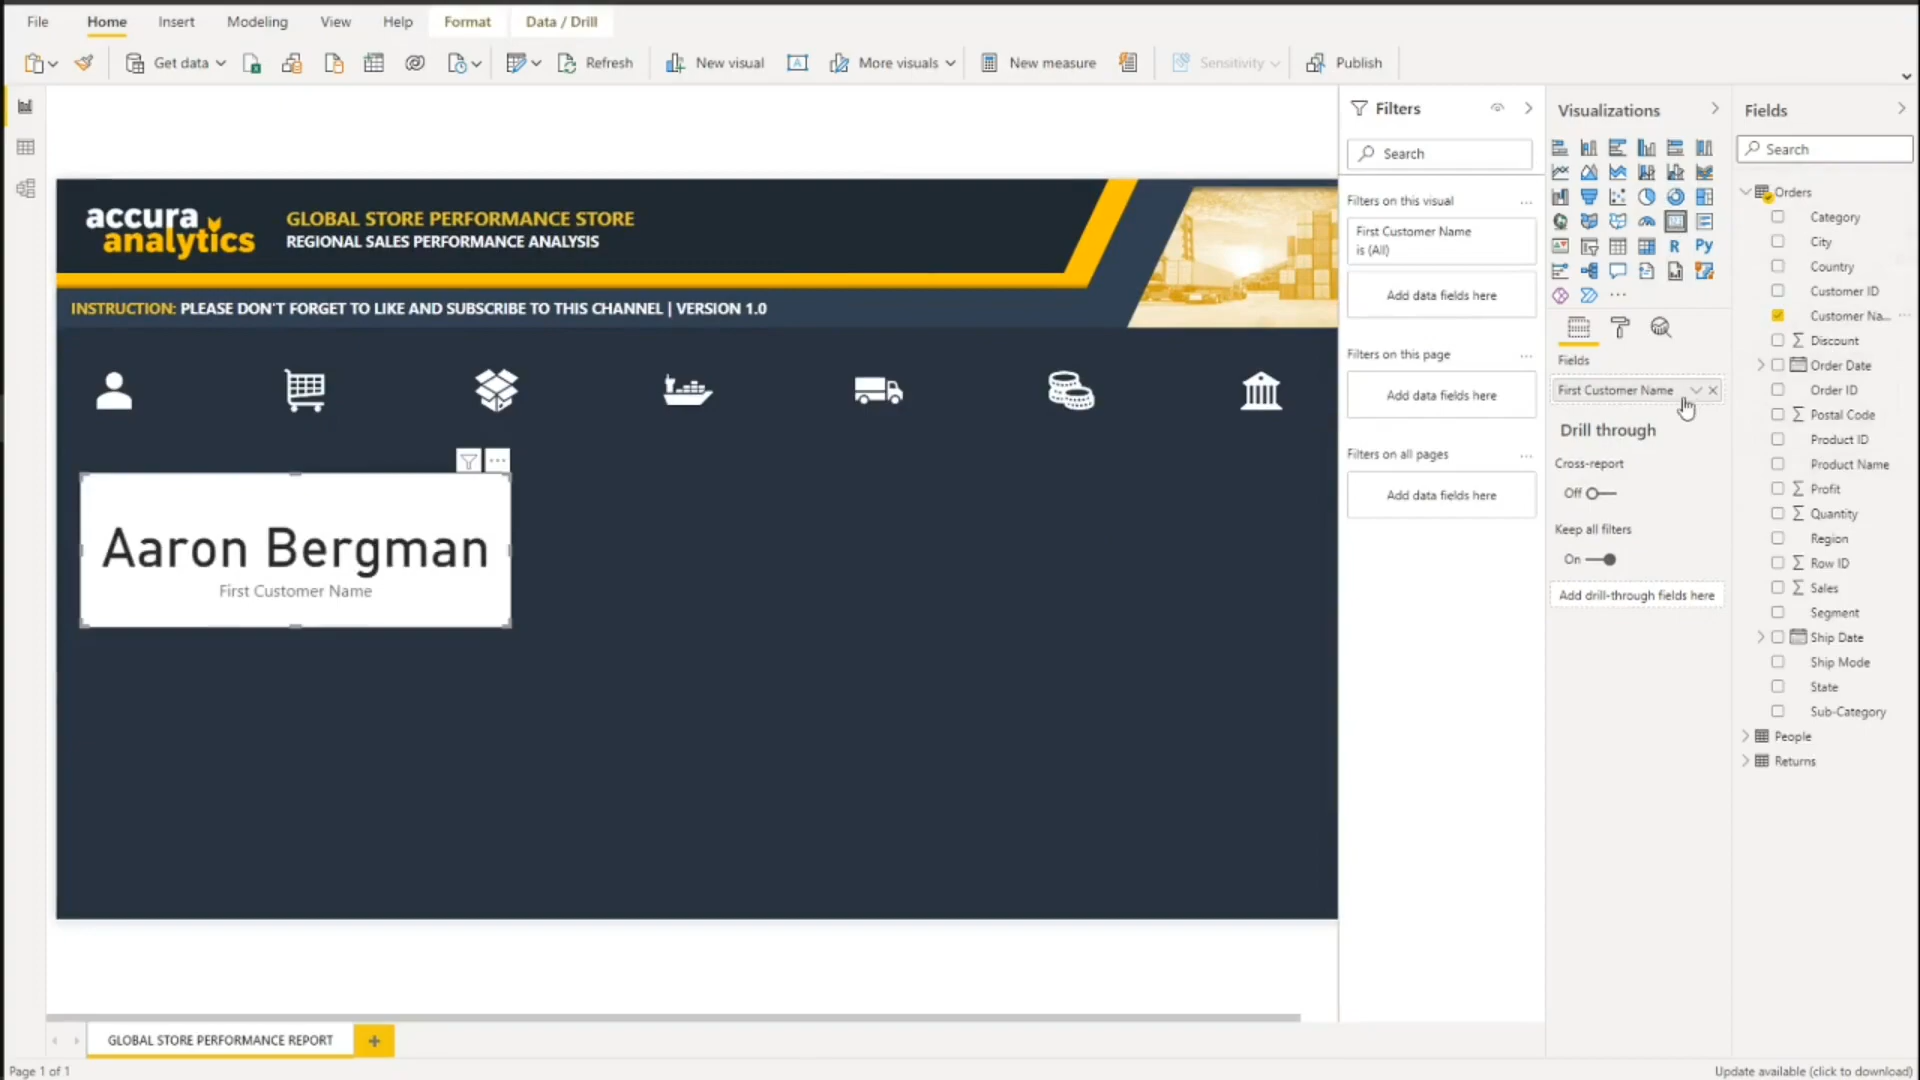 File Home Insert Modeling View Help Format Data / Drill
Get data Refresh New visual More visuals New measure Sensitivity Publish
accura
analytics
GLOBAL STORE PERFORMANCE STORE
REGIONAL SALES PERFORMANCE ANALYSIS
INSTRUCTION: PLEASE DON'T FORGET TO LIKE AND SUBSCRIBE TO THIS CHANNEL | VERSION 1.0
Aaron Bergman
First Customer Name
GLOBAL STORE PERFORMANCE REPORT
+
Page 1 of 1
Filters
Search
Filters on this visual
...
First Customer Name
is (All)
Add data fields here
Filters on this page
...
Add data fields here
Filters on all pages
...
Add data fields here
Visualizations
R Py
...
Fields
First Customer Name
Drill through
Cross-report
Off
Keep all filters
On
Add drill-through fields here
Fields
Search
Orders
Category
City
Country
Customer ID
Customer Na... ...
Σ Discount
Order Date
Order ID
Σ Postal Code
Product ID
Product Name
Σ Profit
Σ Quantity
Region
Σ Row ID
Σ Sales
Segment
Ship Date
Ship Mode
State
Sub-Category
People
Returns
Update available (click to download)